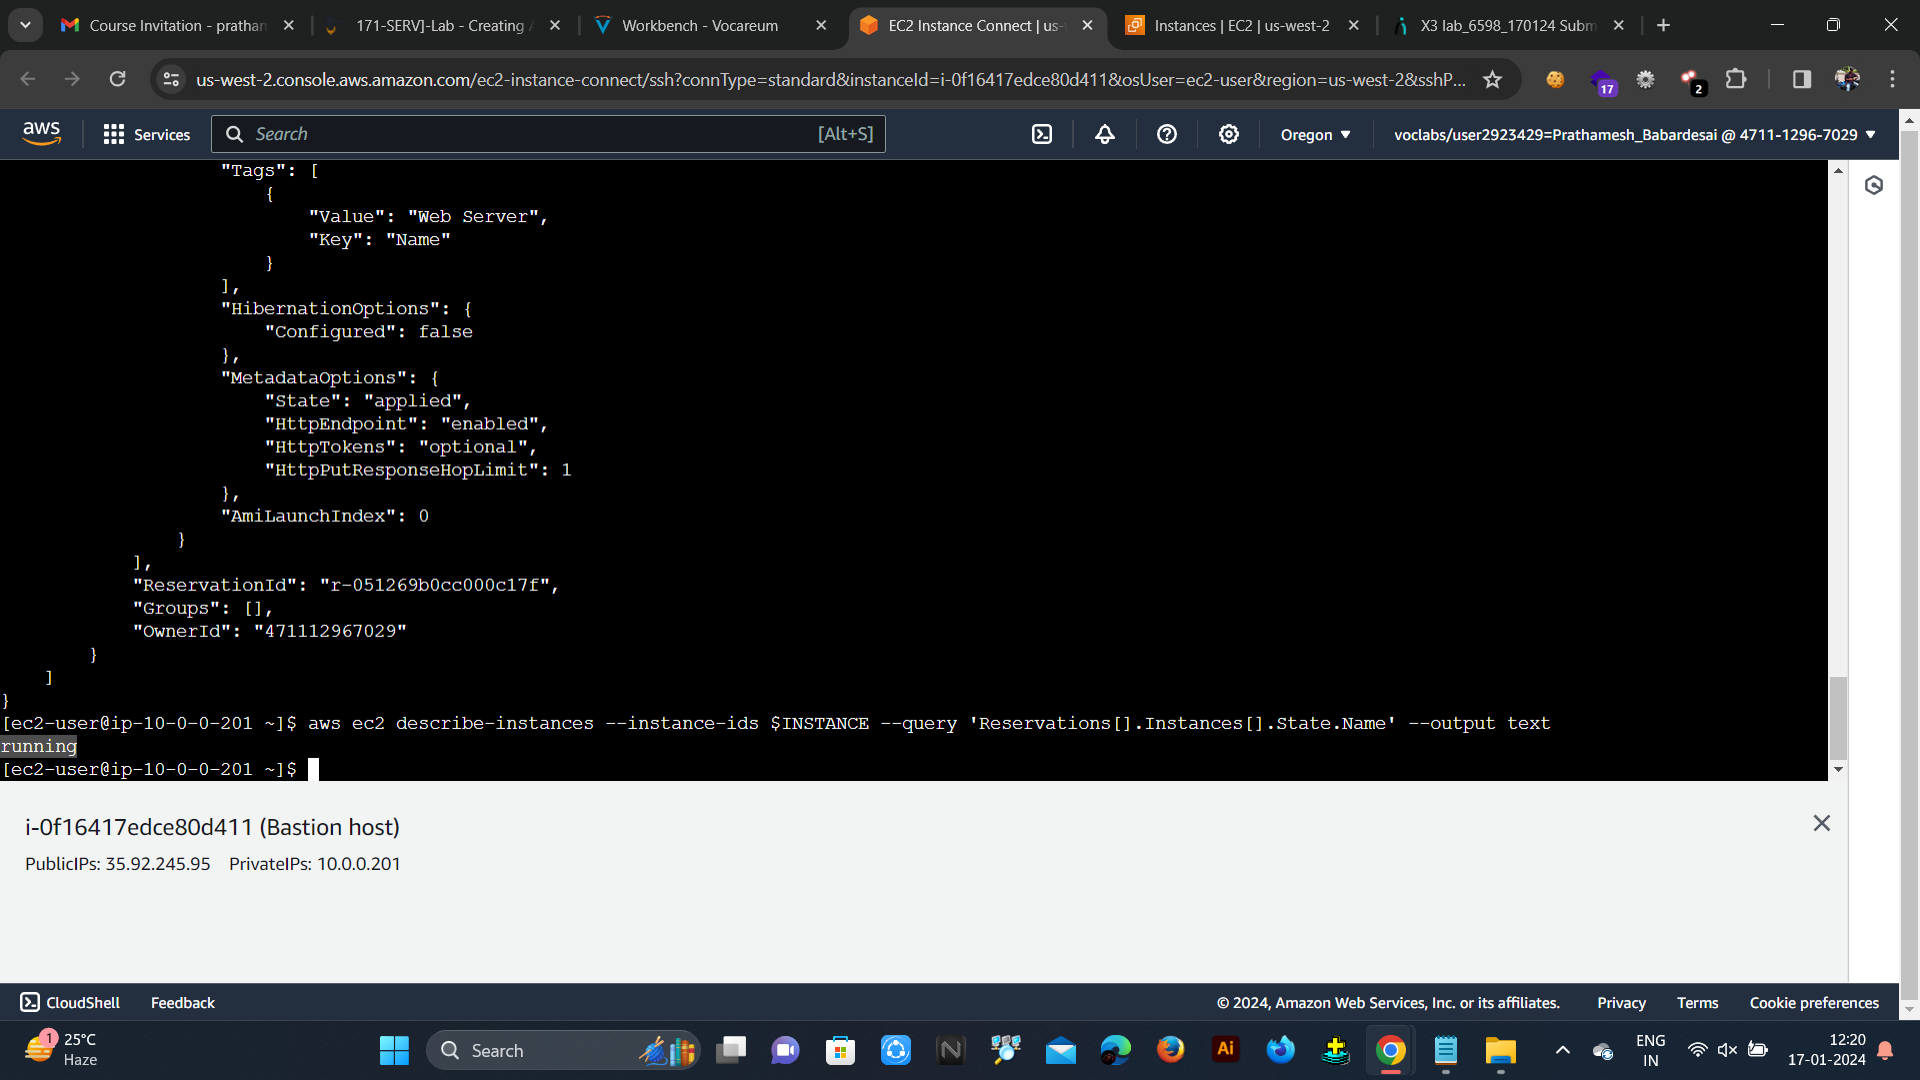 Course Invitation - prathan
171-SERV]-Lab - Creating
Workbench - Vocareum
EC2 Instance Connect | us-
Instances | EC2 | us-west-2
X3 lab_6598_170124 Subm
us-west-2.console.aws.amazon.com/ec2-instance-connect/ssh?connType=standard&instanceId=i-0f16417edce80d411&osUser=ec2-user&region=us-west-2&sshP...
17
2
aws
Services
Search
[Alt+S]
Oregon
voclabs/user2923429=Prathamesh_Babardesai @ 4711-1296-7029
"Tags": [
{
"Value": "Web Server",
"Key": "Name"
}
],
"HibernationOptions": {
"Configured": false
},
"MetadataOptions": {
"State": "applied",
"HttpEndpoint": "enabled",
"HttpTokens": "optional",
"HttpPutResponseHopLimit": 1
},
"AmiLaunchIndex": 0
}
],
"ReservationId": "r-051269b0cc000c17f",
"Groups": [],
"OwnerId": "471112967029"
}
]
}
[ec2-user@ip-10-0-0-201 ~]$ aws ec2 describe-instances --instance-ids $INSTANCE --query 'Reservations[].Instances[].State.Name' --output text
running
[ec2-user@ip-10-0-0-201 ~]$
i-0f16417edce80d411 (Bastion host)
PublicIPs: 35.92.245.95 PrivateIPs: 10.0.0.201
CloudShell
Feedback
© 2024, Amazon Web Services, Inc. or its affiliates.
Privacy
Terms
Cookie preferences
1
25°C
Haze
Search
N
Ai
ENG
IN
12:20
17-01-2024